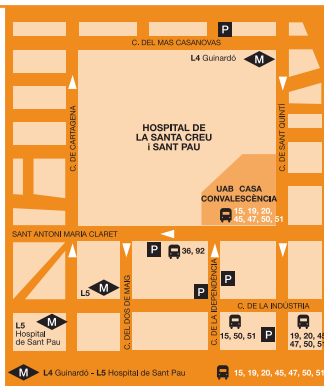 P
C. DEL MAS CASANOVAS
L4 Guinardó M
C. DE CARTAGENA
HOSPITAL DE
LA SANTA CREU
i SANT PAU
C. DE SANT QUINTÍ
UAB CASA
CONVALESCÈNCIA
15, 19, 20,
45, 47, 50, 51
SANT ANTONI MARIA CLARET
P
36, 92
L5 M
C. DEL DOS DE MAIG
P
C. DE LA IDEPENDÈNCIA
P
C. DE LA INDÚSTRIA
M
L5
Hospital
de Sant Pau
15, 50, 51
P
19, 20, 45
47, 50, 51
M L4 Guinardó - L5 Hospital de Sant Pau
15, 19, 20, 45, 47, 50, 51